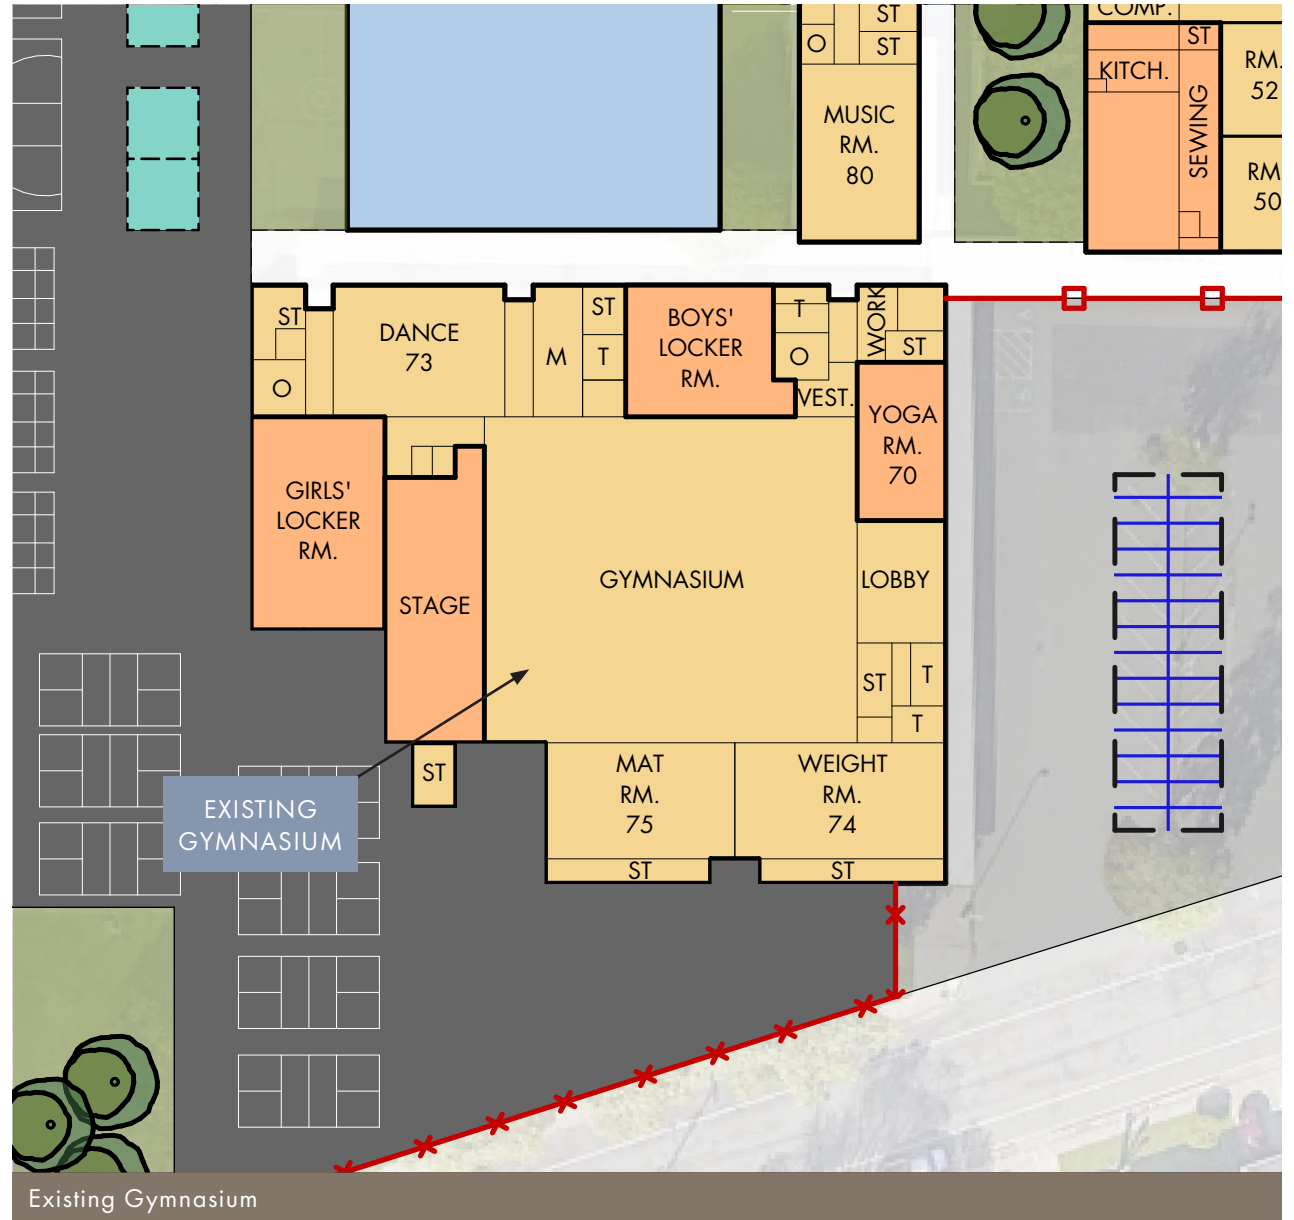 COMP.
ST
O
ST
ST
KITCH.
RM.
52
MUSIC
RM.
80
SEWING
RM
50
ST
O
DANCE
73
M
ST
T
BOYS'
LOCKER
RM.
T
O
WORK
ST
VEST.
YOGA
RM.
70
GIRLS'
LOCKER
RM.
STAGE
GYMNASIUM
LOBBY
ST
T
T
ST
MAT
RM.
75
WEIGHT
RM.
74
ST
ST
EXISTING
GYMNASIUM
Existing Gymnasium